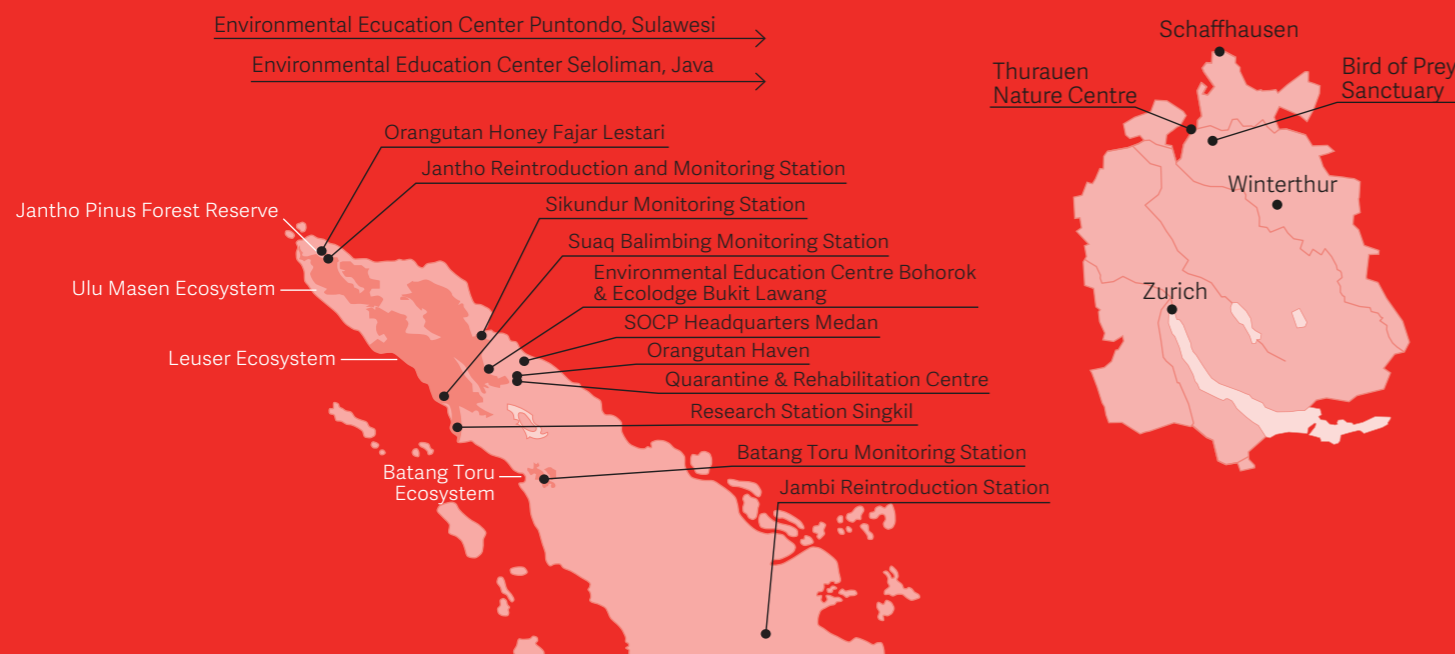 Environmental Ecucation Center Puntondo, Sulawesi
Environmental Education Center Seloliman, Java
Orangutan Honey Fajar Lestari
Jantho Reintroduction and Monitoring Station
Jantho Pinus Forest Reserve
Sikundur Monitoring Station
Suaq Balimbing Monitoring Station
Ulu Masen Ecosystem
Environmental Education Centre Bohorok
& Ecolodge Bukit Lawang
SOCP Headquarters Medan
Leuser Ecosystem
Orangutan Haven
Quarantine & Rehabilitation Centre
Research Station Singkil
Batang Toru Monitoring Station
Batang Toru
Ecosystem
Jambi Reintroduction Station
Schaffhausen
Thurauen
Nature Centre
Bird of Prey
Sanctuary
Winterthur
Zurich